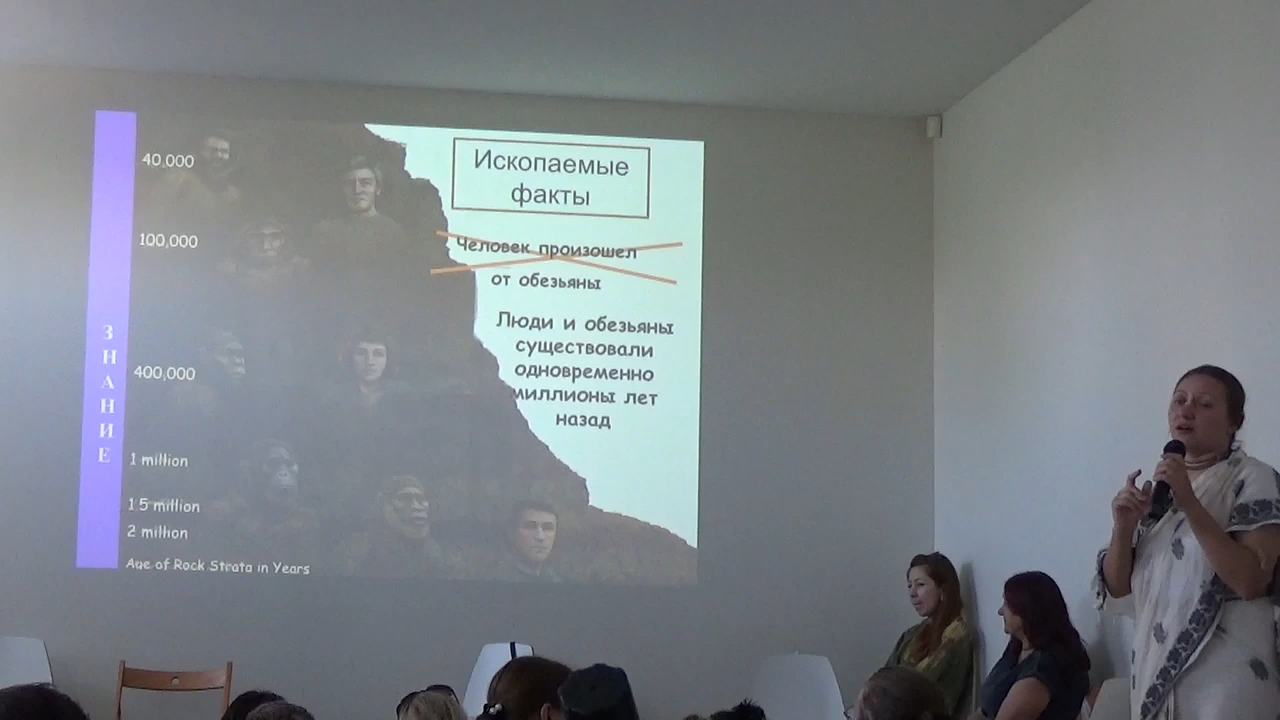 Ископаемые
факты
Человек произошел
от обезьяны
Люди и обезьяны
существовали
одновременно
миллионы лет
назад
ЗНАНИЕ
40,000
100,000
400,000
1 million
1 5 million
2 million
Age of Rock Strata in Years